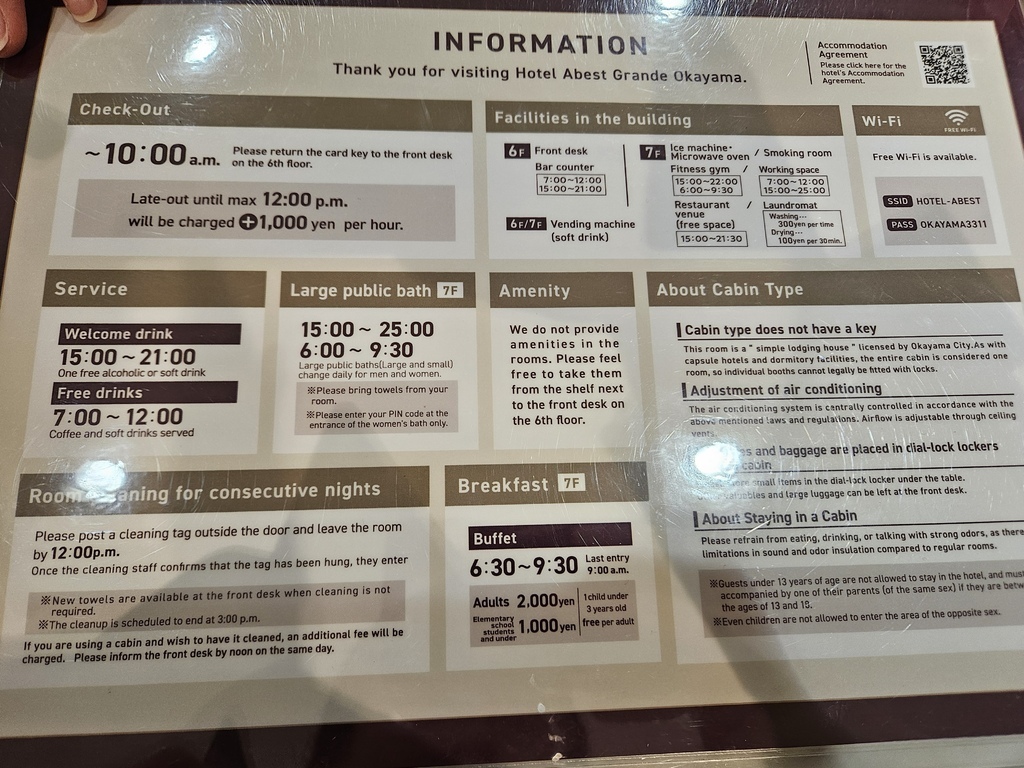 INFORMATION
Thank you for visiting Hotel Abest Grande Okayama.
Accommodation
Agreement
Please click here for the
hotel's Accommodation
Agreement.
Check-Out
~10:00a.m.
Please return the card key to the front desk
on the 6th floor.
Late-out until max 12:00 p.m.
will be charged +1,000 yen per hour.
Facilities in the building
6F Front desk
Bar counter
7:00~12:00
15:00~21:00
6F/7F Vending machine
(soft drink)
7F Ice machine・
Microwave oven / Smoking room
Fitness gym / Working space
15:00~22:00
6:00~9:30
7:00~12:00
15:00~25:00
Restaurant
venue
(free space)
/ Laundromat
15:00~21:30
Washing…
300yen per time
Drying…
100yen per 30min.
Wi-Fi
FREE Wi-Fi
Free Wi-Fi is available.
SSID HOTEL-ABEST
PASS OKAYAMA3311
Service
Welcome drink
15:00~21:00
One free alcoholic or soft drink
Free drinks
7:00~12:00
Coffee and soft drinks served
Large public bath 7F
15:00~25:00
6:00~9:30
Large public baths(Large and small)
change daily for men and women.
※Please bring towels from your
room.
※Please enter your PIN code at the
entrance of the women's bath only.
Amenity
We do not provide
amenities in the
rooms. Please feel
free to take them
from the shelf next
to the front desk on
the 6th floor.
About Cabin Type
Cabin type does not have a key
This room is a " simple lodging house " licensed by Okayama City.As with
capsule hotels and dormitory facilities, the entire cabin is considered one
room, so individual booths cannot legally be fitted with locks.
Adjustment of air conditioning
The air conditioning system is centrally controlled in accordance with the
above mentioned laws and regulations. Airflow is adjustable through ceiling
vents.
and baggage are placed in dial-lock lockers
cabin
small items in the dial-lock locker under the table.
and large luggage can be left at the front desk.
About Staying in a Cabin
Please refrain from eating, drinking, or talking with strong odors, as there
limitations in sound and odor insulation compared to regular rooms.
※Guests under 13 years of age are not allowed to stay in the hotel, and must
accompanied by one of their parents (of the same sex) if they are
the ages of 13 and 18.
※Even children are not allowed to enter the area of the opposite sex.
Room cleaning for consecutive nights
Please post a cleaning tag outside the door and leave the room
by 12:00p.m.
Once the cleaning staff confirms that the tag has been hung, they enter
※New towels are available at the front desk when cleaning is not
required.
※The cleanup is scheduled to end at 3:00 p.m.
If you are using a cabin and wish to have it cleaned, an additional fee will be
charged. Please inform the front desk by noon on the same day.
Breakfast 7F
Buffet
6:30~9:30
Last entry
9:00a.m.
Adults 2,000yen
Elementary
school
students
and under
1,000yen
1child under
3 years old
free per adult